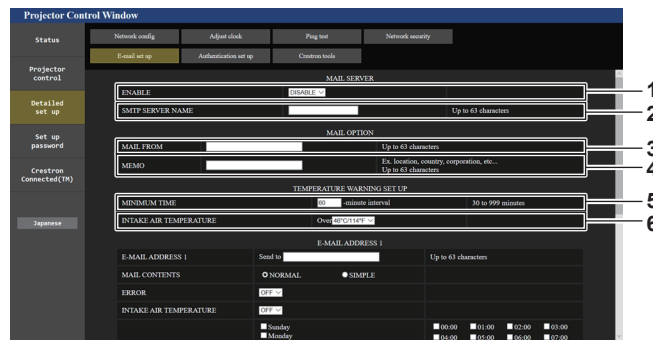 Projector Control Window
Status
Projector control
Detailed set up
Set up password
Crestron Connected(TM)
Japanese
Network config Adjust clock Ping test Network security
E-mail set up Authentication set up Crestron tools
MAIL SERVER
ENABLE DISABLE 1
SMTP SERVER NAME Up to 63 characters 2
MAIL OPTION
MAIL FROM Up to 63 characters 3
MEMO Ex. location, country, corporation, etc... Up to 63 characters 4
TEMPERATURE WARNING SET UP
MINIMUM TIME 60 -minute interval 30 to 999 minutes 5
INTAKE AIR TEMPERATURE Over 46°C/114°F 6
E-MAIL ADDRESS 1
E-MAIL ADDRESS 1 Send to Up to 63 characters
MAIL CONTENTS NORMAL SIMPLE
ERROR OFF
INTAKE AIR TEMPERATURE OFF
Sunday 00:00 01:00 02:00 03:00
Monday 04:00 05:00 06:00 07:00